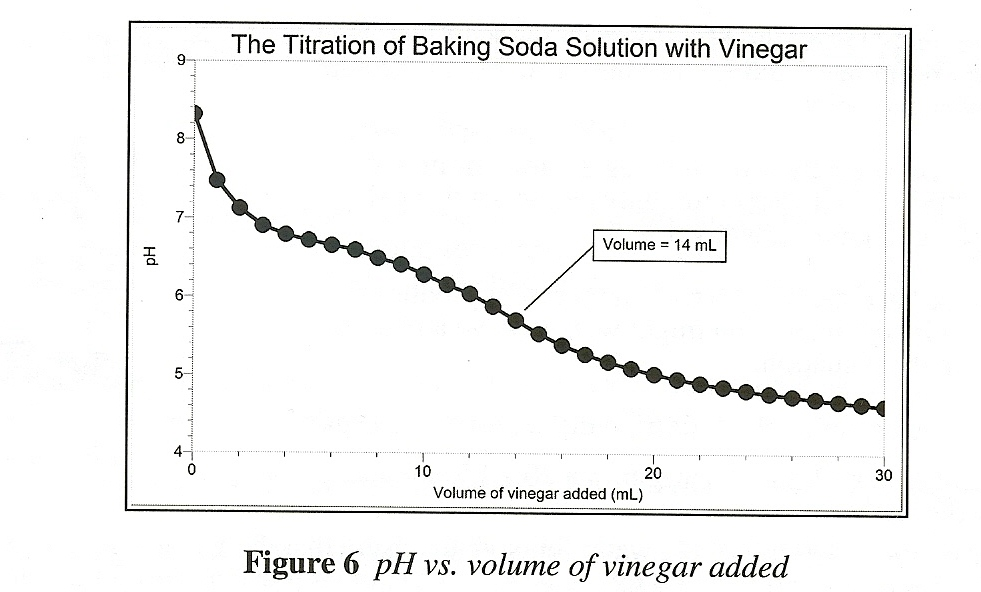 The Titration of Baking Soda Solution with Vinegar
9
8
7
6
5
4
pH
Volume = 14 mL
0 10 20 30
Volume of vinegar added (mL)
Figure 6 pH vs. volume of vinegar added